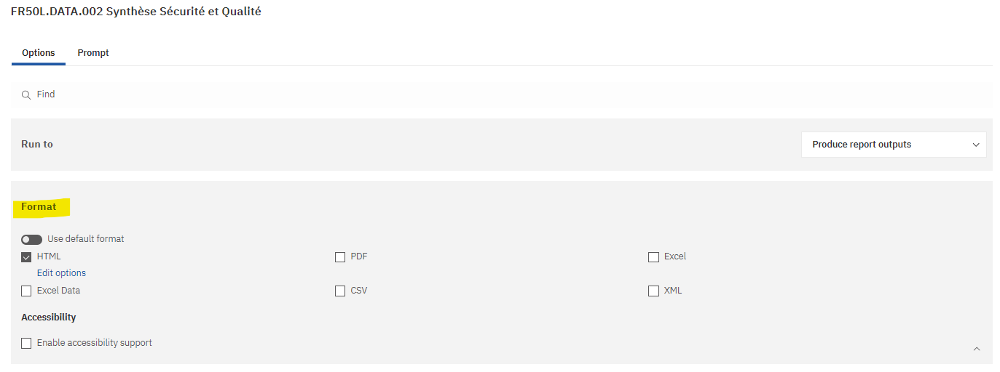 FR50L.DATA.002 Synthèse Sécurité et Qualité
Options Prompt
Find
Run to Produce report outputs
Format
Use default format
HTML PDF Excel
Edit options
Excel Data CSV XML
Accessibility
Enable accessibility support